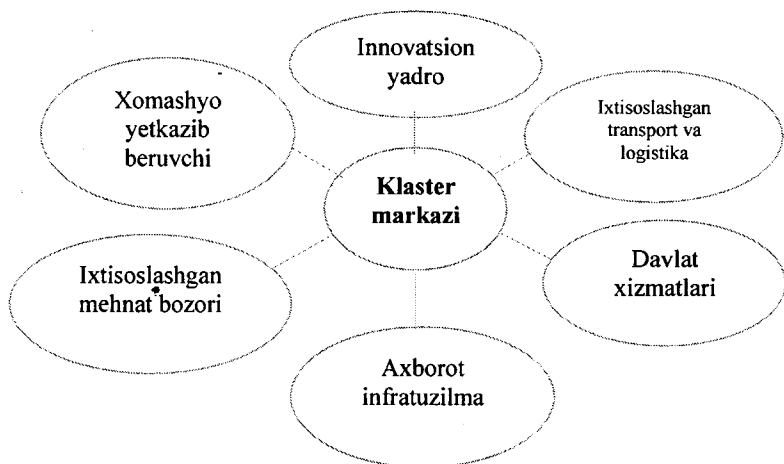 Innovatsion
yadro
Xomashyo
yetkazib
beruvchi
Ixtisoslashgan
transport va
logistika
Klaster
markazi
Ixtisoslashgan
mehnat bozori
Davlat
xizmatlari
Axborot
infratuzilma